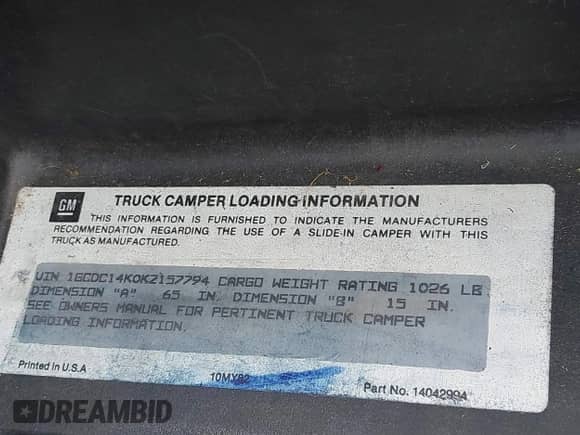 GM
TRUCK CAMPER LOADING INFORMATION
THIS INFORMATION IS FURNISHED TO INDICATE THE MANUFACTURERS
RECOMMENDATION REGARDING THE USE OF A SLIDE-IN CAMPER WITH THIS
TRUCK AS MANUFACTURED.
VIN 1GCDC14K0KZ157794 CARGO WEIGHT RATING 1026 LB
DIMENSION "A" 65 IN. DIMENSION "B" 15 IN.
SEE OWNERS MANUAL FOR PERTINENT TRUCK CAMPER
LOADING INFORMATION.
Printed in U.S.A 10MY82 Part No. 14042994
DREAMBID